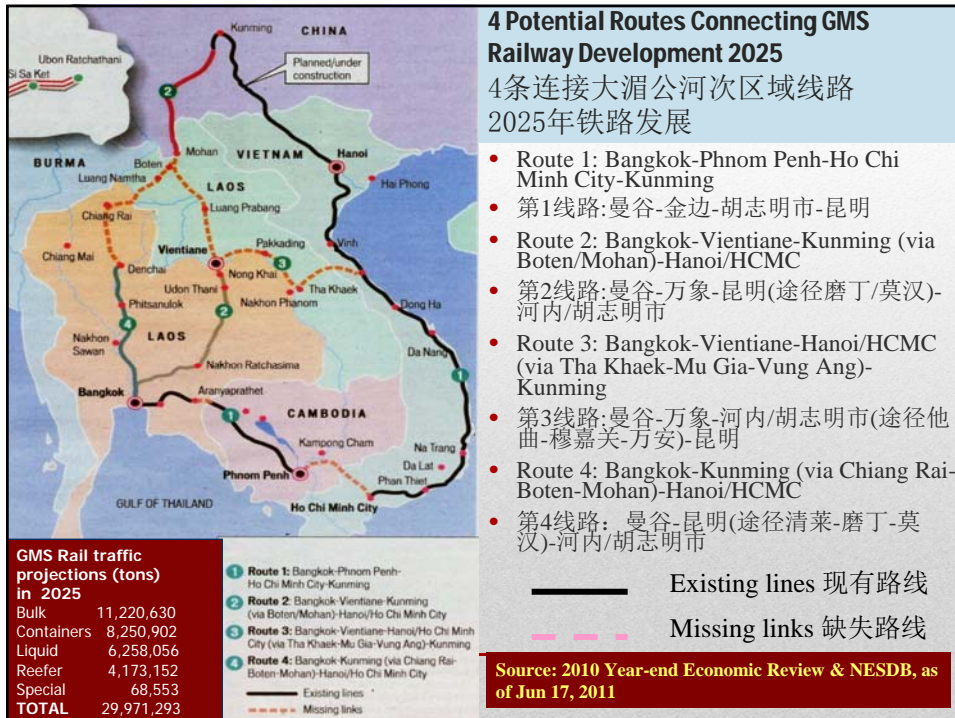 Kunming
CHINA
Ubon Ratchathani
Si Sa Ket
Planned/under
construction
2
Mohan
BURMA
Boten
VIETNAM
Hanoi
Luang Namtha
LAOS
Hai Phong
Chiang Rai
Luang Prabang
Chiang Mai
Vientiane
Pakkading
Vinh
3
Denchai
Nong Khai
Udon Thani
Tha Khaek
Phitsanulok
2
Nakhon Phanom
Dong Ha
4
LAOS
Nakhon
Sawan
Da Nang
Nakhon Ratchasima
1
Bangkok
Aranyaprathet
1
CAMBODIA
Kampong Cham
Na Trang
Phnom Penh
Da Lat
Phan Thiet
GULF OF THAILAND
Ho Chi Minh City
GMS Rail traffic
projections (tons)
in 2025
Bulk 11,220,630
Containers 8,250,902
Liquid 6,258,056
Reefer 4,173,152
Special 68,553
TOTAL 29,971,293
1 Route 1: Bangkok-Phnom Penh-
Ho Chi Minh City-Kunming
2 Route 2: Bangkok-Vientiane-Kunming
(via Boten/Mohan)-Hanoi/Ho Chi Minh City
3 Route 3: Bangkok-Vientiane-Hanoi/Ho Chi Minh
City (via Tha Khaek-Mu Gia-Vung Ang)-Kunming
4 Route 4: Bangkok-Kunming (via Chiang Rai-
Boten-Mohan)-Hanoi/Ho Chi Minh City
Existing lines
Missing links
4 Potential Routes Connecting GMS
Railway Development 2025
4条连接大湄公河次区域线路
2025年铁路发展
• Route 1: Bangkok-Phnom Penh-Ho Chi
Minh City-Kunming
• 第1线路:曼谷-金边-胡志明市-昆明
• Route 2: Bangkok-Vientiane-Kunming (via
Boten/Mohan)-Hanoi/HCMC
• 第2线路:曼谷-万象-昆明(途径磨丁/莫汉)-
河内/胡志明市
• Route 3: Bangkok-Vientiane-Hanoi/HCMC
(via Tha Khaek-Mu Gia-Vung Ang)-
Kunming
• 第3线路:曼谷-万象-河内/胡志明市(途径他
曲-穆嘉关-万安)-昆明
• Route 4: Bangkok-Kunming (via Chiang Rai-
Boten-Mohan)-Hanoi/HCMC
• 第4线路：曼谷-昆明(途径清莱-磨丁-莫
汉)-河内/胡志明市
Existing lines 现有路线
Missing links 缺失路线
Source: 2010 Year-end Economic Review & NESDB, as
of Jun 17, 2011